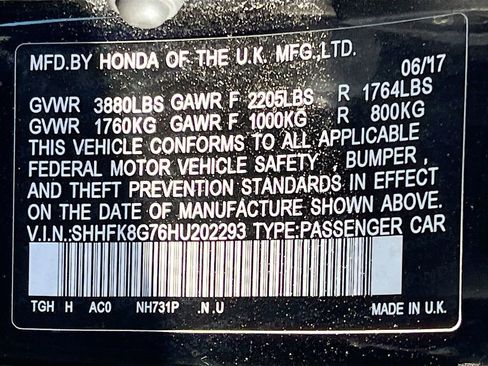 MFD.BY HONDA OF THE U.K. MFG.,LTD. 06/17
GVWR 3880LBS GAWR F 2205LBS R 1764LBS
GVWR 1760KG GAWR F 1000KG R 800KG
THIS VEHICLE CONFORMS TO ALL APPLICABLE
FEDERAL MOTOR VEHICLE SAFETY BUMPER,
AND THEFT PREVENTION STANDARDS IN EFFECT
ON THE DATE OF MANUFACTURE SHOWN ABOVE.
V.I.N.:SHHFK8G76HU202293 TYPE:PASSENGER CAR
TGH H AC0 NH731P .N.U MADE IN U.K.